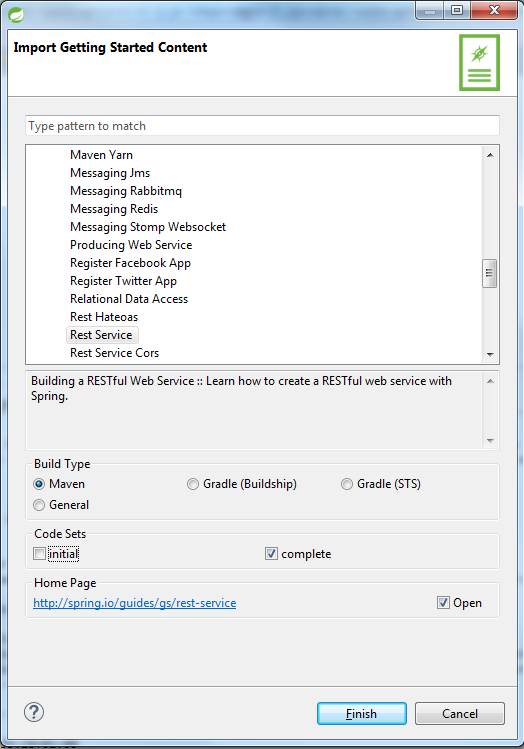 Import Getting Started Content
Type pattern to match
Maven Yarn
Messaging Jms
Messaging Rabbitmq
Messaging Redis
Messaging Stomp Websocket
Producing Web Service
Register Facebook App
Register Twitter App
Relational Data Access
Rest Hateoas
Rest Service
Rest Service Cors
Building a RESTful Web Service :: Learn how to create a RESTful web service with
Spring.
Build Type
Maven
Gradle (Buildship)
Gradle (STS)
General
Code Sets
initial
complete
Home Page
http://spring.io/guides/gs/rest-service
Open
?
Finish
Cancel